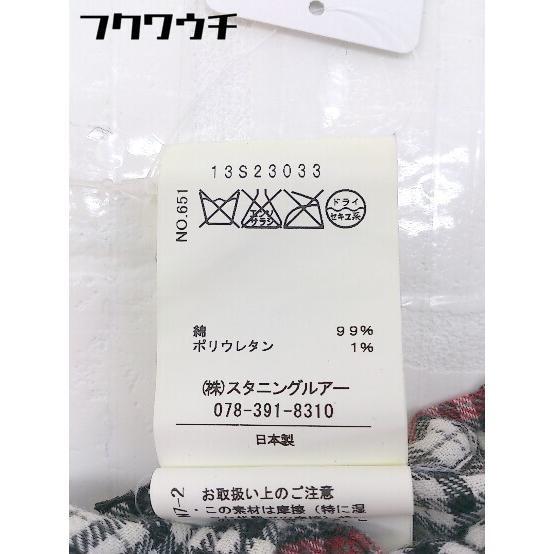 フクワウチ
13S23033
NO.651
エンソ
サラシ
ドライ
セキユ系
綿 99%
ポリウレタン 1%
(株)スタニングルアー
078-391-8310
日本製
お取扱い上のご注意
・この素材は摩擦(特に湿